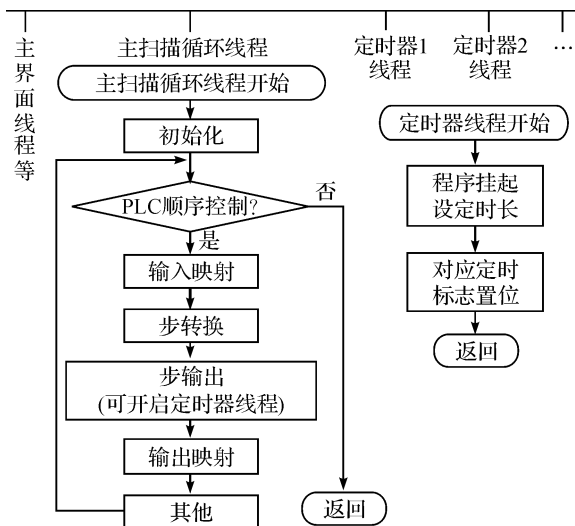 主界面线程等
主扫描循环线程
定时器1
线程
定时器2
线程
…
主扫描循环线程开始
初始化
PLC顺序控制?
否
是
输入映射
步转换
步输出
(可开启定时器线程)
输出映射
其他
返回
定时器线程开始
程序挂起
设定时长
对应定时
标志置位
返回